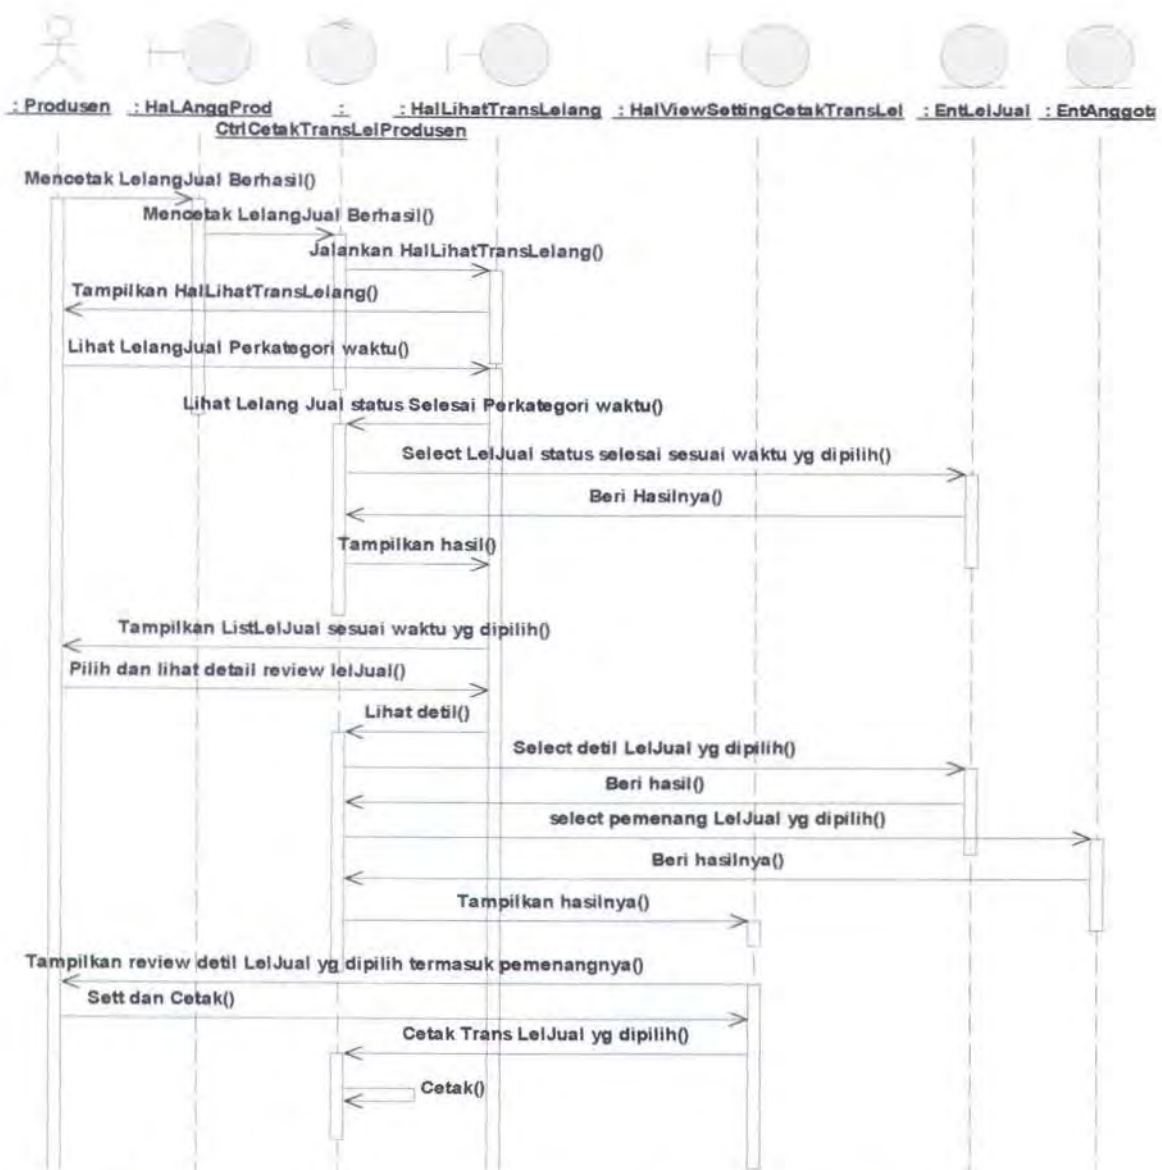 : Produsen
: HaLAnggProd
:
CtrlCetakTransLelProdusen
: HalLihatTransLelang
: HalViewSettingCetakTransLel
: EntLelJual
: EntAnggota
Mencetak LelangJual Berhasil()
Mencetak LelangJual Berhasil()
Jalankan HalLihatTransLelang()
Tampilkan HalLihatTransLelang()
Lihat LelangJual Perkategori waktu()
Lihat Lelang Jual status Selesai Perkategori waktu()
Select LelJual status selesai sesuai waktu yg dipilih()
Beri Hasilnya()
Tampilkan hasil()
Tampilkan ListLelJual sesuai waktu yg dipilih()
Pilih dan lihat detail review lelJual()
Lihat detil()
Select detil LelJual yg dipilih()
Beri hasil()
select pemenang LelJual yg dipilih()
Beri hasilnya()
Tampilkan hasilnya()
Tampilkan review detil LelJual yg dipilih termasuk pemenangnya()
Sett dan Cetak()
Cetak Trans LelJual yg dipilih()
Cetak()